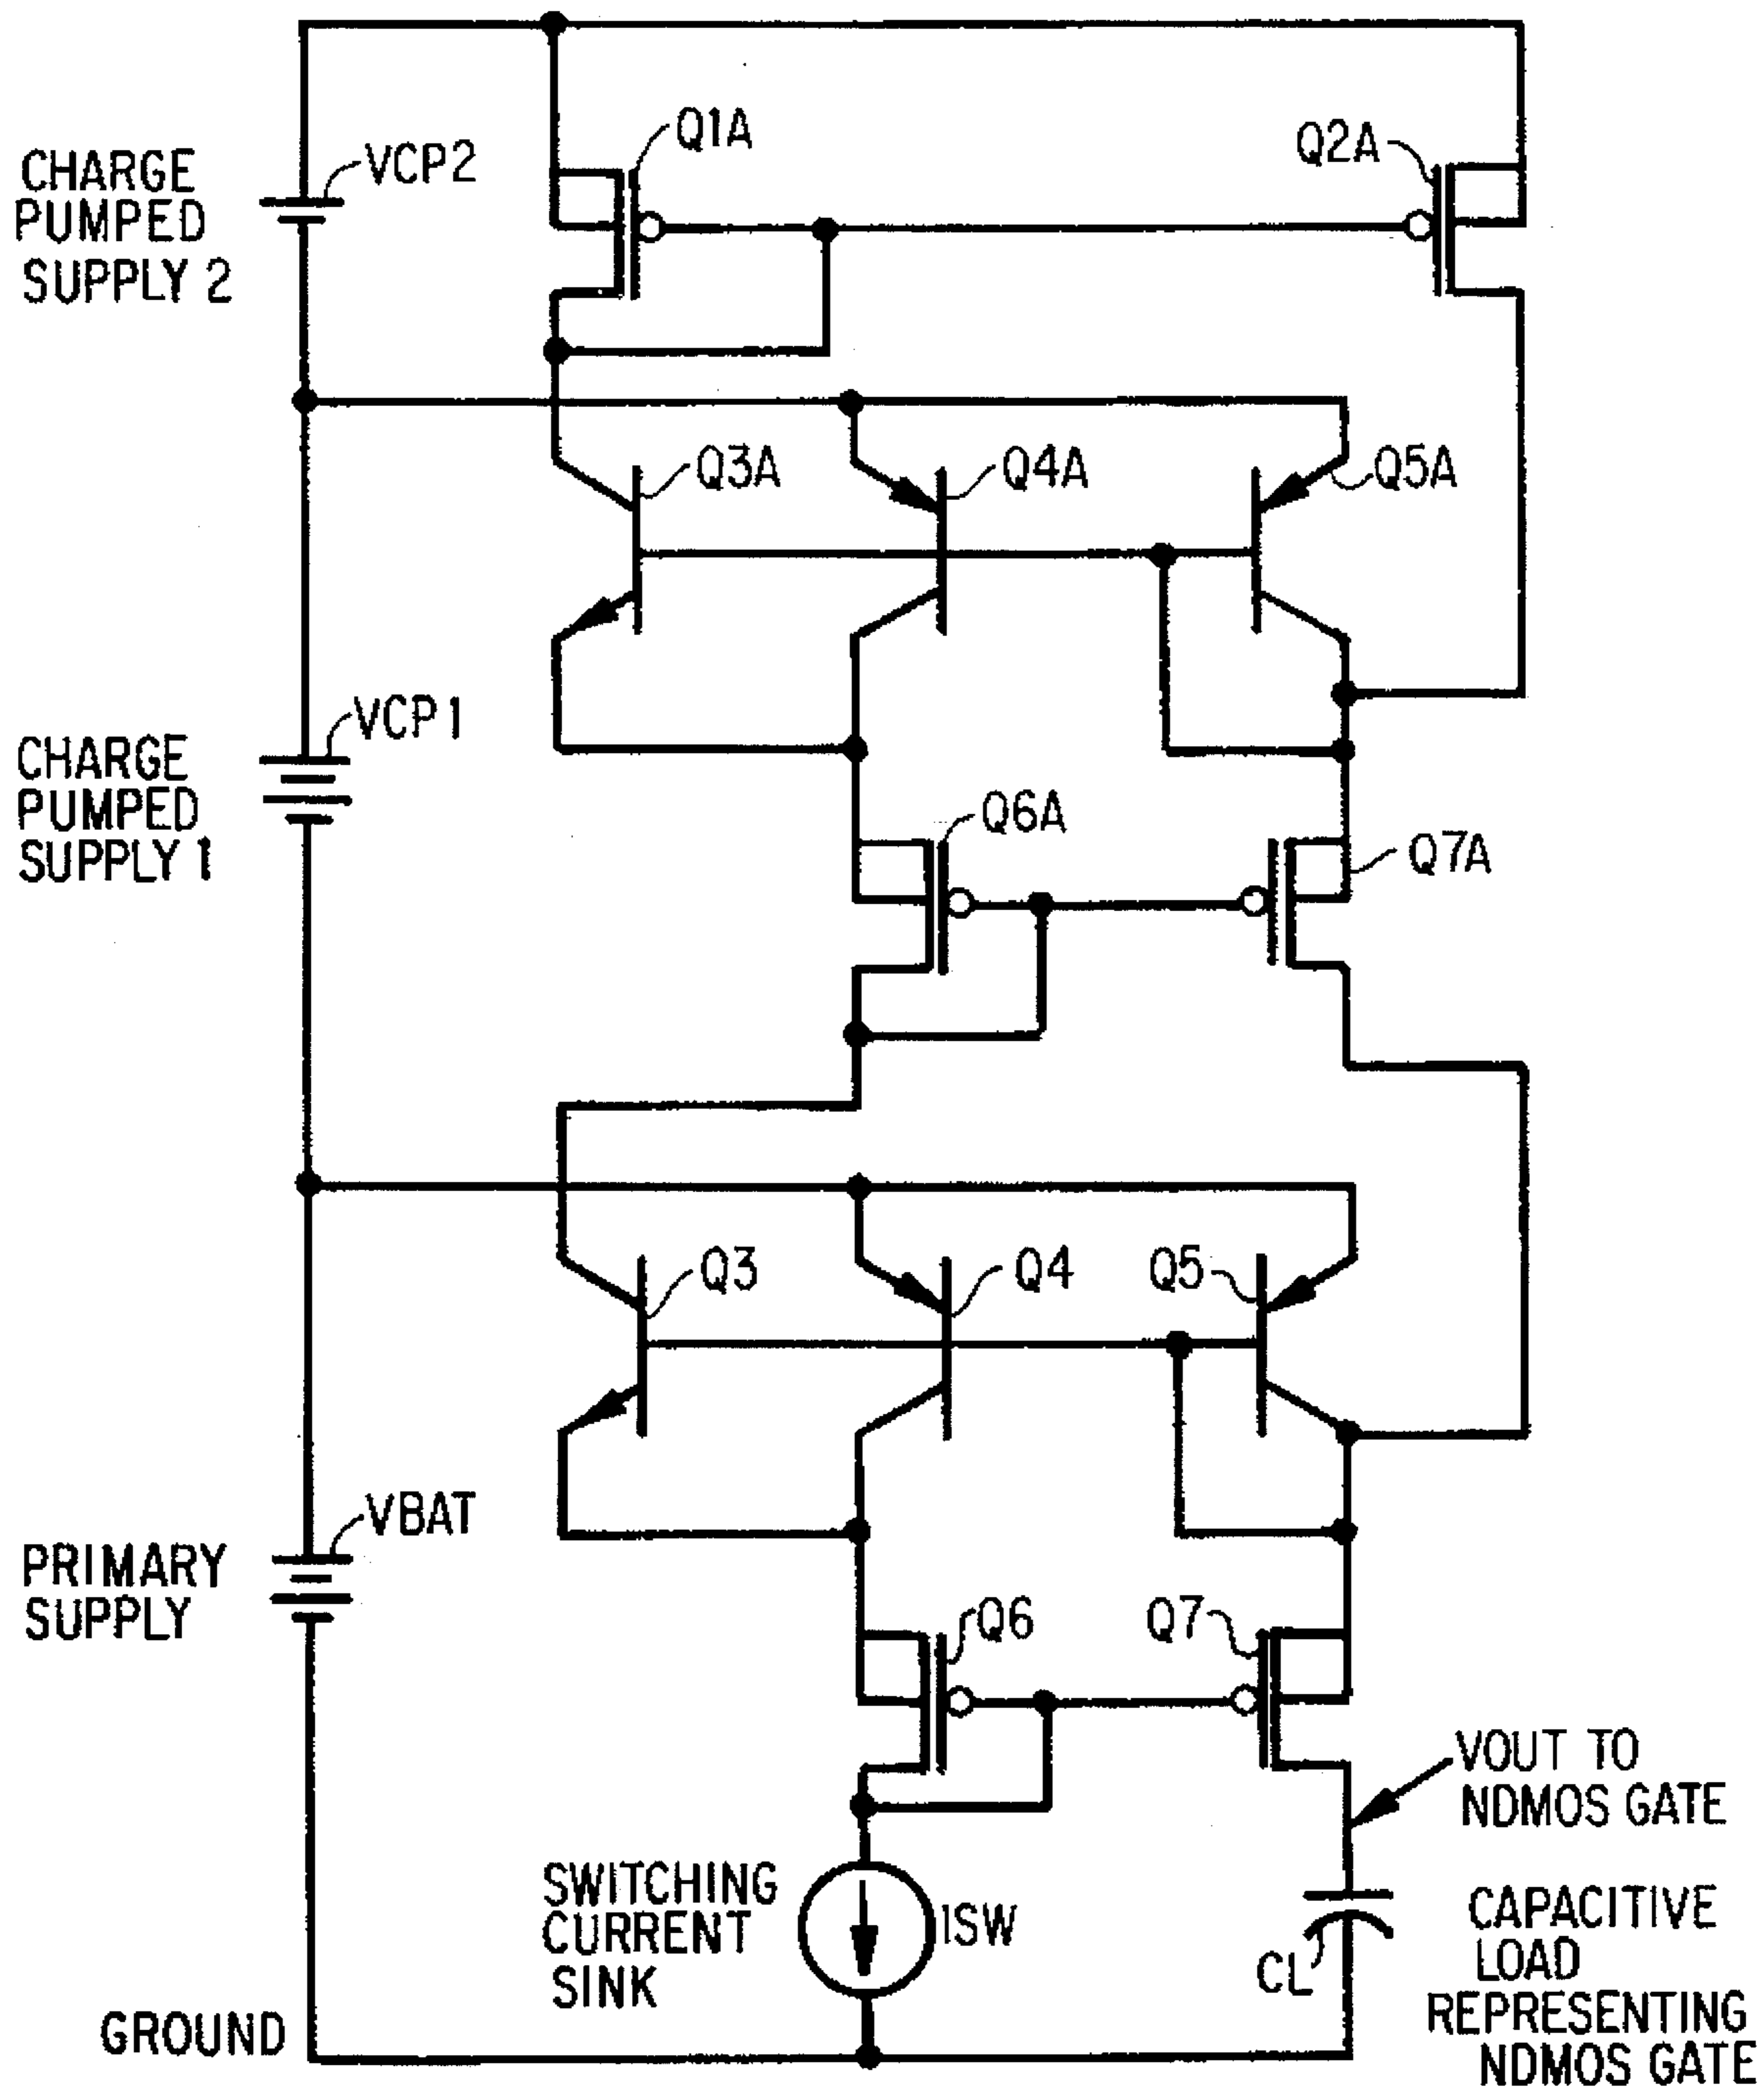 Q1A
Q2A
CHARGE
PUMPED
SUPPLY 2
VCP2
Q3A
Q4A
Q5A
CHARGE
PUMPED
SUPPLY 1
VCP1
Q6A
Q7A
Q3
Q4
Q5
PRIMARY
SUPPLY
VBAT
Q6
Q7
VOUT TO
NDMOS GATE
SWITCHING
CURRENT
SINK
ISW
CL
CAPACITIVE
LOAD
REPRESENTING
NDMOS GATE
GROUND